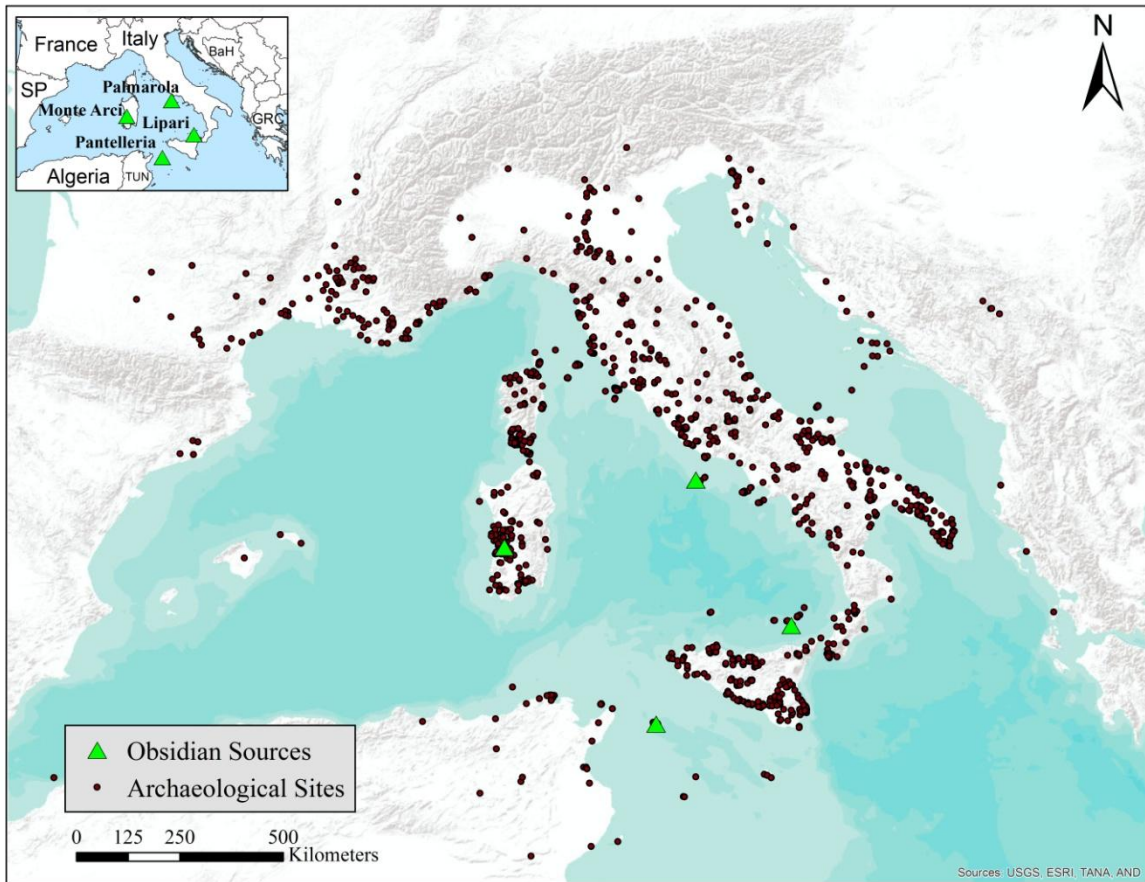 France
Italy
BaH
SP
Palmarola
Monte Arci
Lipari
GRC
Pantelleria
Algeria
TUN
N
Obsidian Sources
Archaeological Sites
0 125 250 500
Kilometers
Sources: USGS, ESRI, TANA, AND